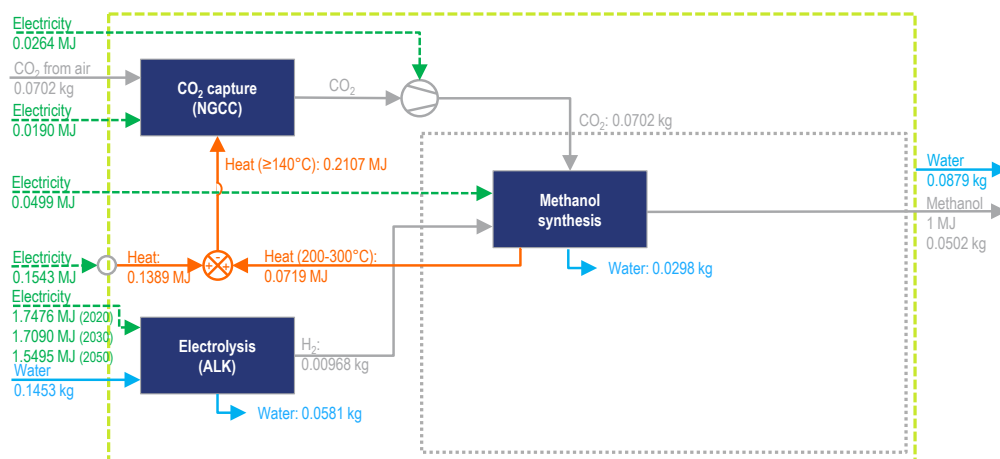 Electricity
0.0264 MJ
CO₂ from air
0.0702 kg
CO₂ capture
(NGCC)
CO₂
Electricity
0.0190 MJ
CO₂: 0.0702 kg
Heat (≥140°C): 0.2107 MJ
Water
0.0879 kg
Electricity
0.0499 MJ
Methanol
synthesis
Methanol
1 MJ
0.0502 kg
Electricity
0.1543 MJ
Heat:
0.1389 MJ
+
-
+
Heat (200-300°C):
0.0719 MJ
Water: 0.0298 kg
Electricity
1.7476 MJ (2020)
1.7090 MJ (2030)
1.5495 MJ (2050)
Electrolysis
(ALK)
H₂:
0.00968 kg
Water
0.1453 kg
Water: 0.0581 kg